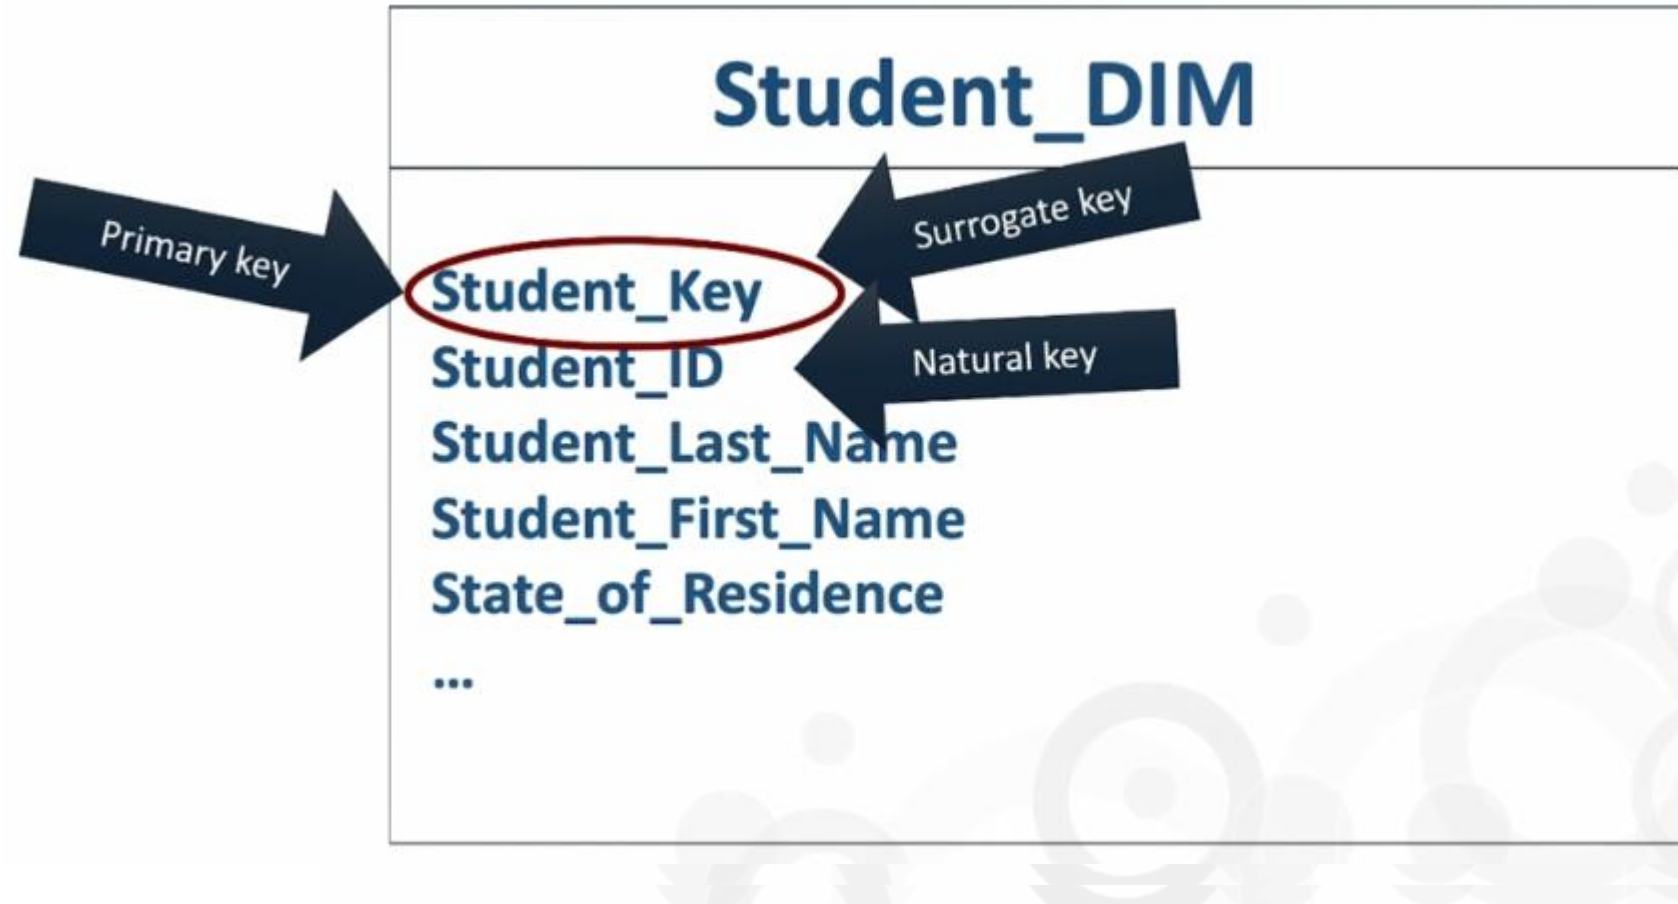 Student_DIM
Primary key
Surrogate key
Student_Key
Natural key
Student_ID
Student_Last_Name
Student_First_Name
State_of_Residence
...